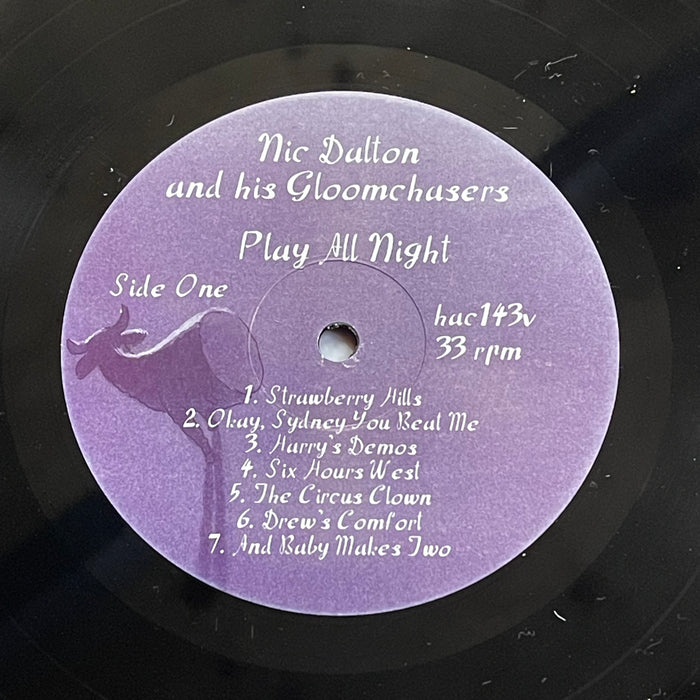 Nic Dalton
and his Gloomchasers
Play All Night
Side One
hac143v
33 rpm
1. Strawberry Hills
2. Okay, Sydney You Beat Me
3. Harry's Demos
4. Six Hours West
5. The Circus Clown
6. Drew's Comfort
7. And Baby Makes Two